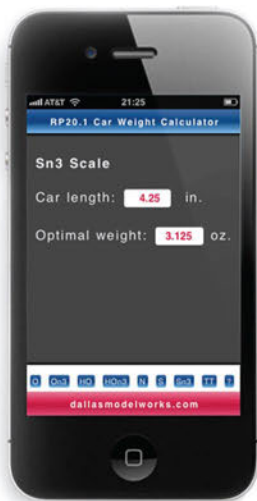 AT&T 21:25
RP20.1 Car Weight Calculator
Sn3 Scale
Car length: 4.25 in.
Optimal weight: 3.125 oz.
O On3 HO HOn3 N S Sn3 TT ?
dallasmodelworks.com